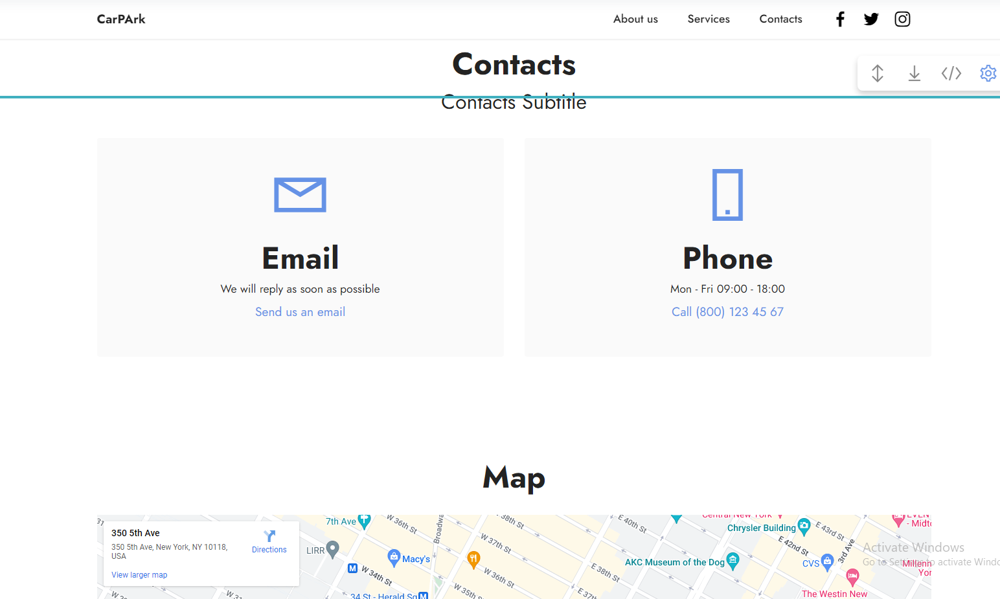 CarPArk
About us
Services
Contacts
Contacts
Contacts Subtitle
Email
We will reply as soon as possible
Send us an email
Phone
Mon - Fri 09:00 - 18:00
Call (800) 123 45 67
Map
350 5th Ave
350 5th Ave, New York, NY 10118,
USA
Directions
View larger map
31
7th Ave
W 36th St
Broadway
38th St
W 37th St
E 40th St
Central New York
Chrysler Building
E 43rd St
E 42nd St
3rd Ave
- Midto
LIRR
Macy's
M
W 34th St
W 36th St
AKC Museum of the Dog
E 38th St
CVS
Activate Windows
Go to Settings to activate Windo
The Westin New
34 St - Herald Sq
M
W 35th St
E 37th
W 33